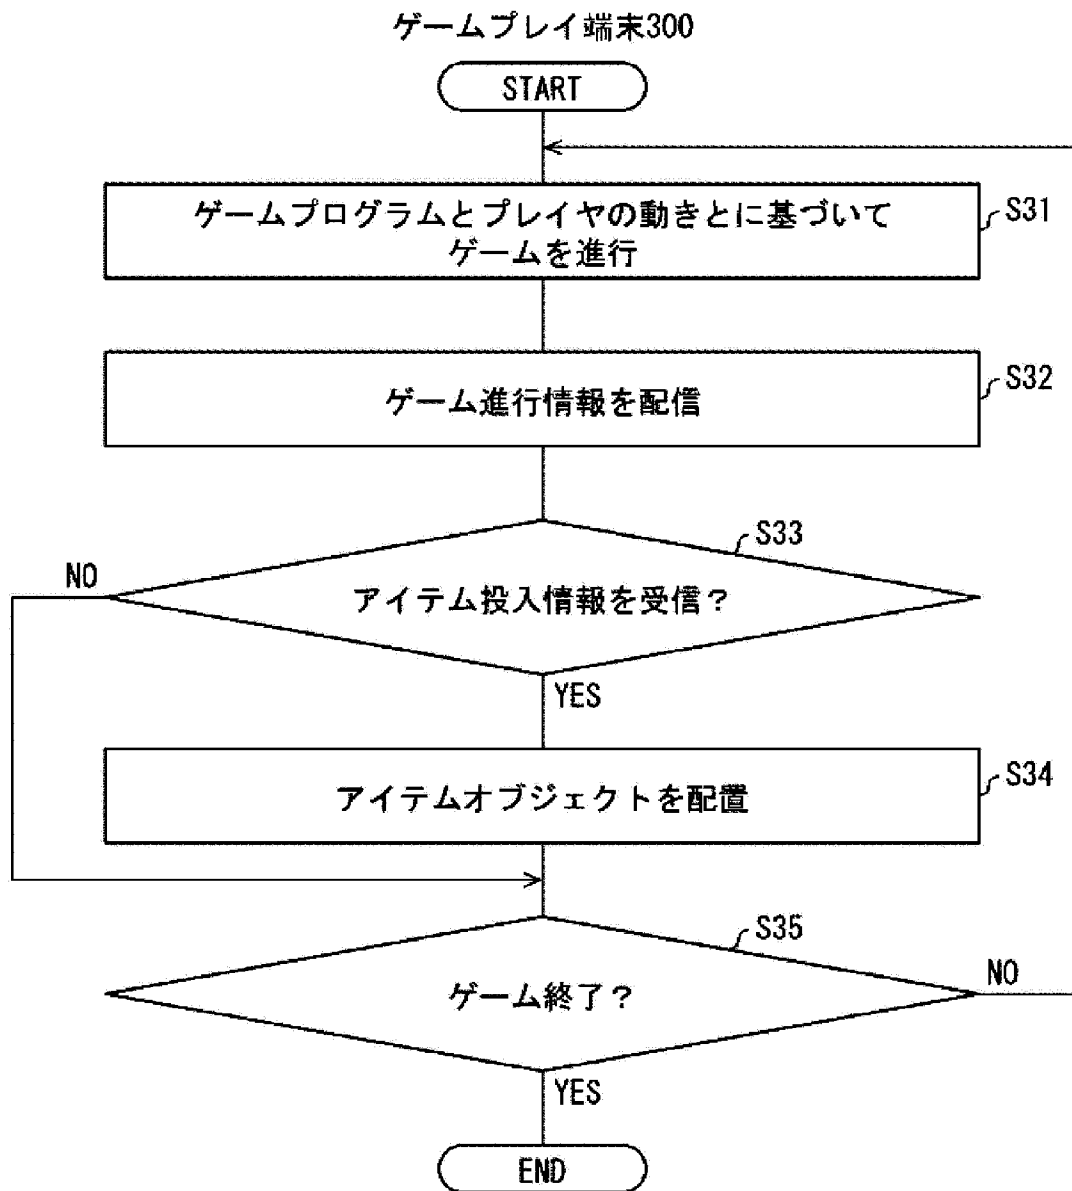 ゲームプレイ端末300
START
ゲームプログラムとプレイヤの動きとに基づいて
ゲームを進行
S31
ゲーム進行情報を配信
S32
S33
NO
アイテム投入情報を受信？
YES
アイテムオブジェクトを配置
S34
S35
ゲーム終了？
NO
YES
END